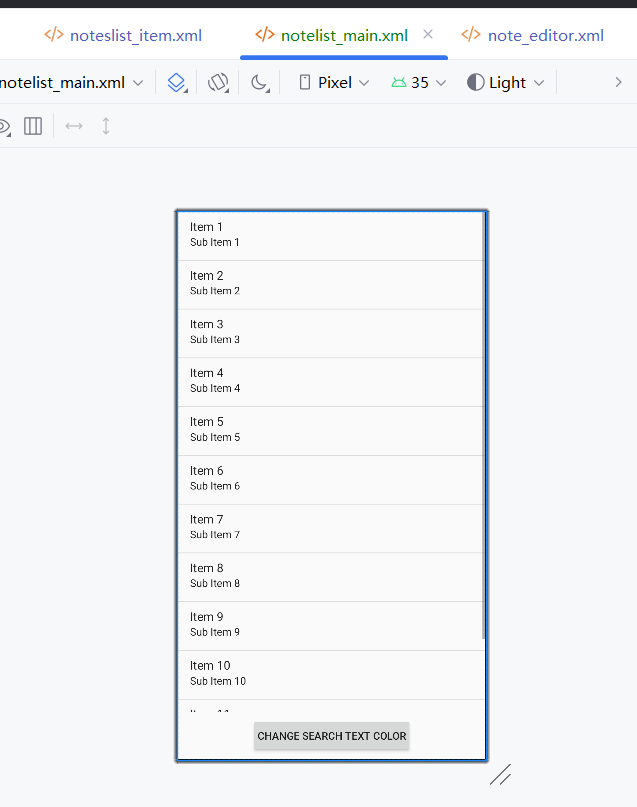 noteslist_item.xml notelist_main.xml note_editor.xml
notelist_main.xml Pixel 35 Light
Item 1
Sub Item 1
Item 2
Sub Item 2
Item 3
Sub Item 3
Item 4
Sub Item 4
Item 5
Sub Item 5
Item 6
Sub Item 6
Item 7
Sub Item 7
Item 8
Sub Item 8
Item 9
Sub Item 9
Item 10
Sub Item 10
Item 11
CHANGE SEARCH TEXT COLOR